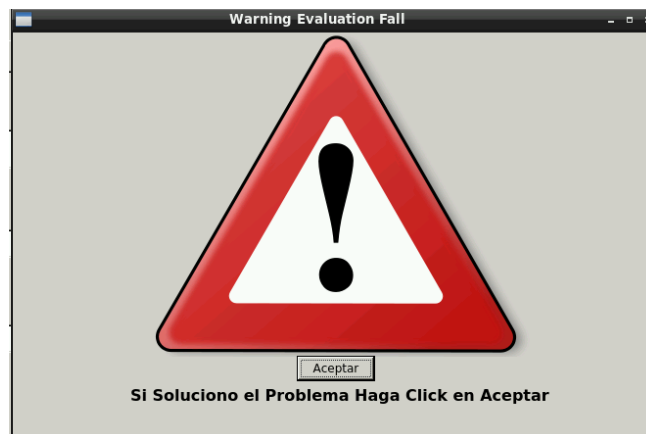 Warning Evaluation Fall
Aceptar
Si Soluciono el Problema Haga Click en Aceptar